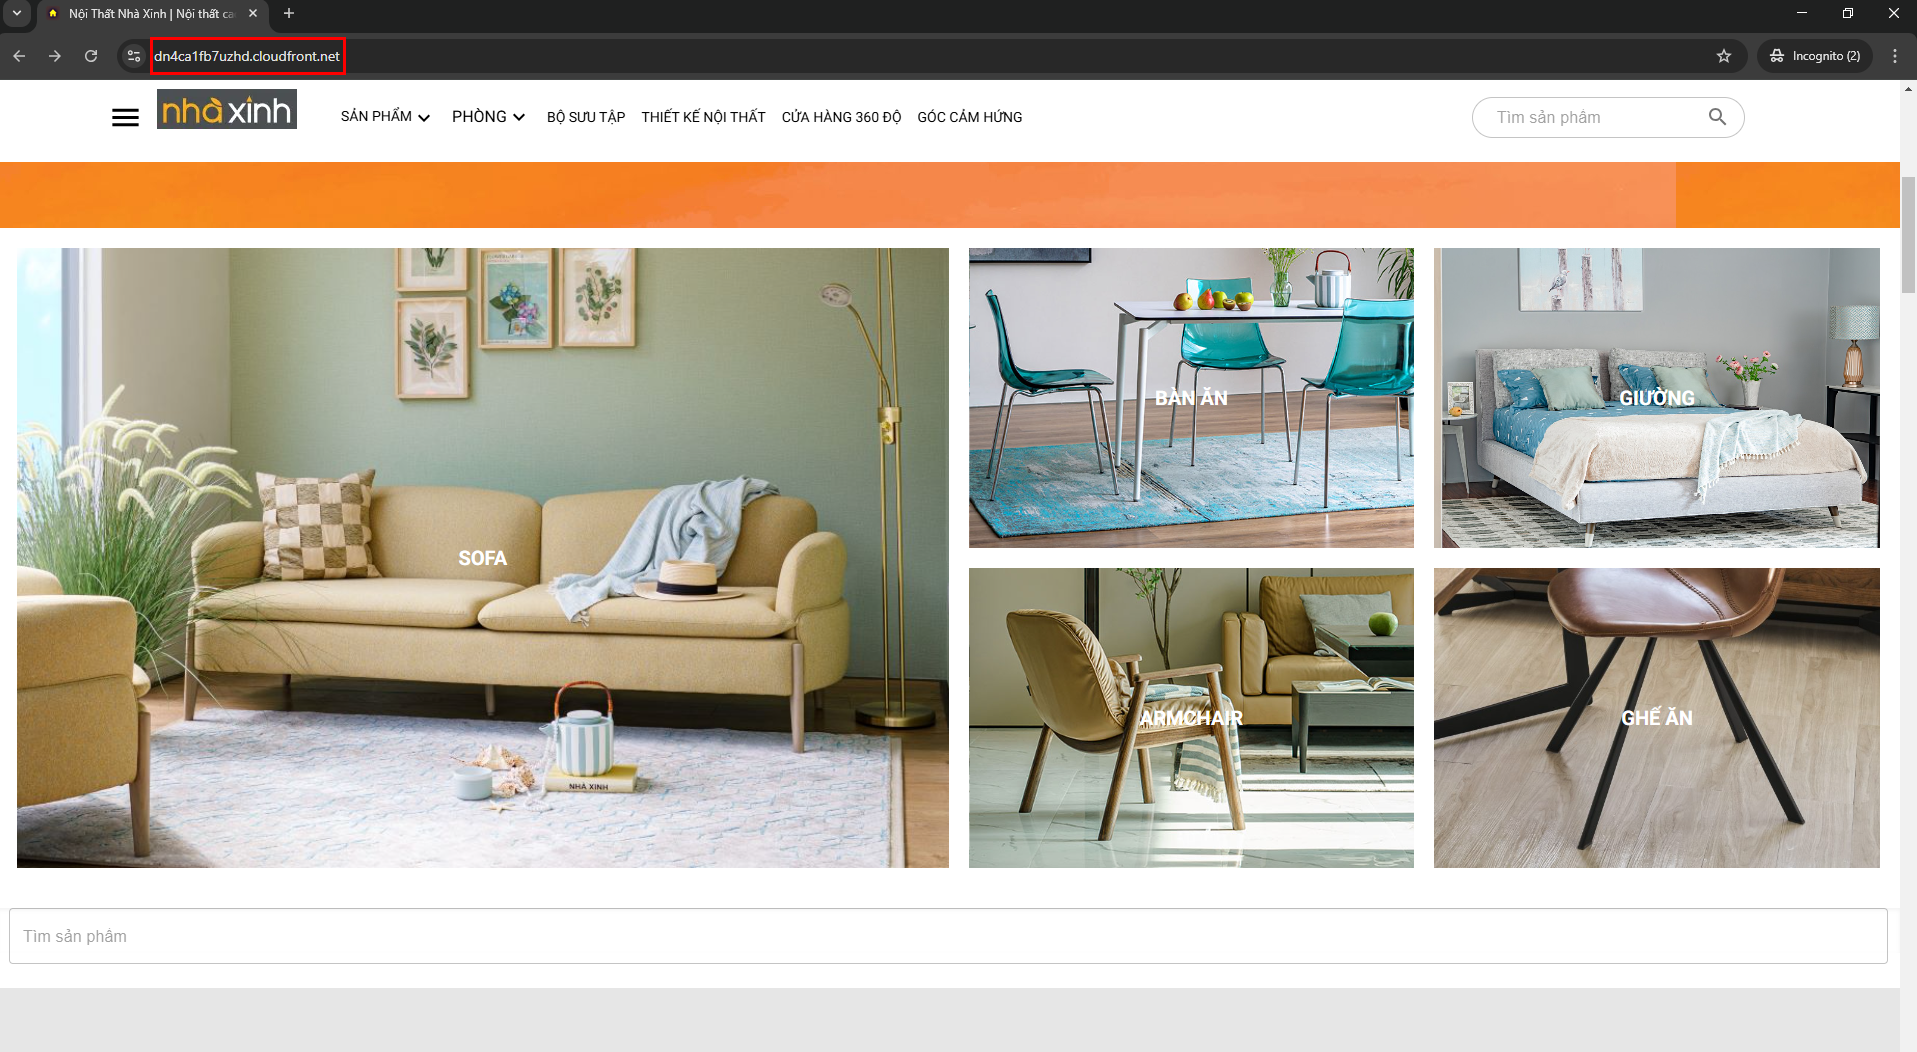 Nội Thất Nhà Xinh | Nội thất ca
dn4ca1fb7uzhd.cloudfront.net
Incognito (2)
nhà xinh
SẢN PHẨM
PHÒNG
BỘ SƯU TẬP
THIẾT KẾ NỘI THẤT
CỬA HÀNG 360 ĐỘ
GÓC CẢM HỨNG
Tìm sản phẩm
SOFA
BÀN ĂN
GIƯỜNG
ARMCHAIR
GHẾ ĂN
NHÀ XINH
Tìm sản phẩm